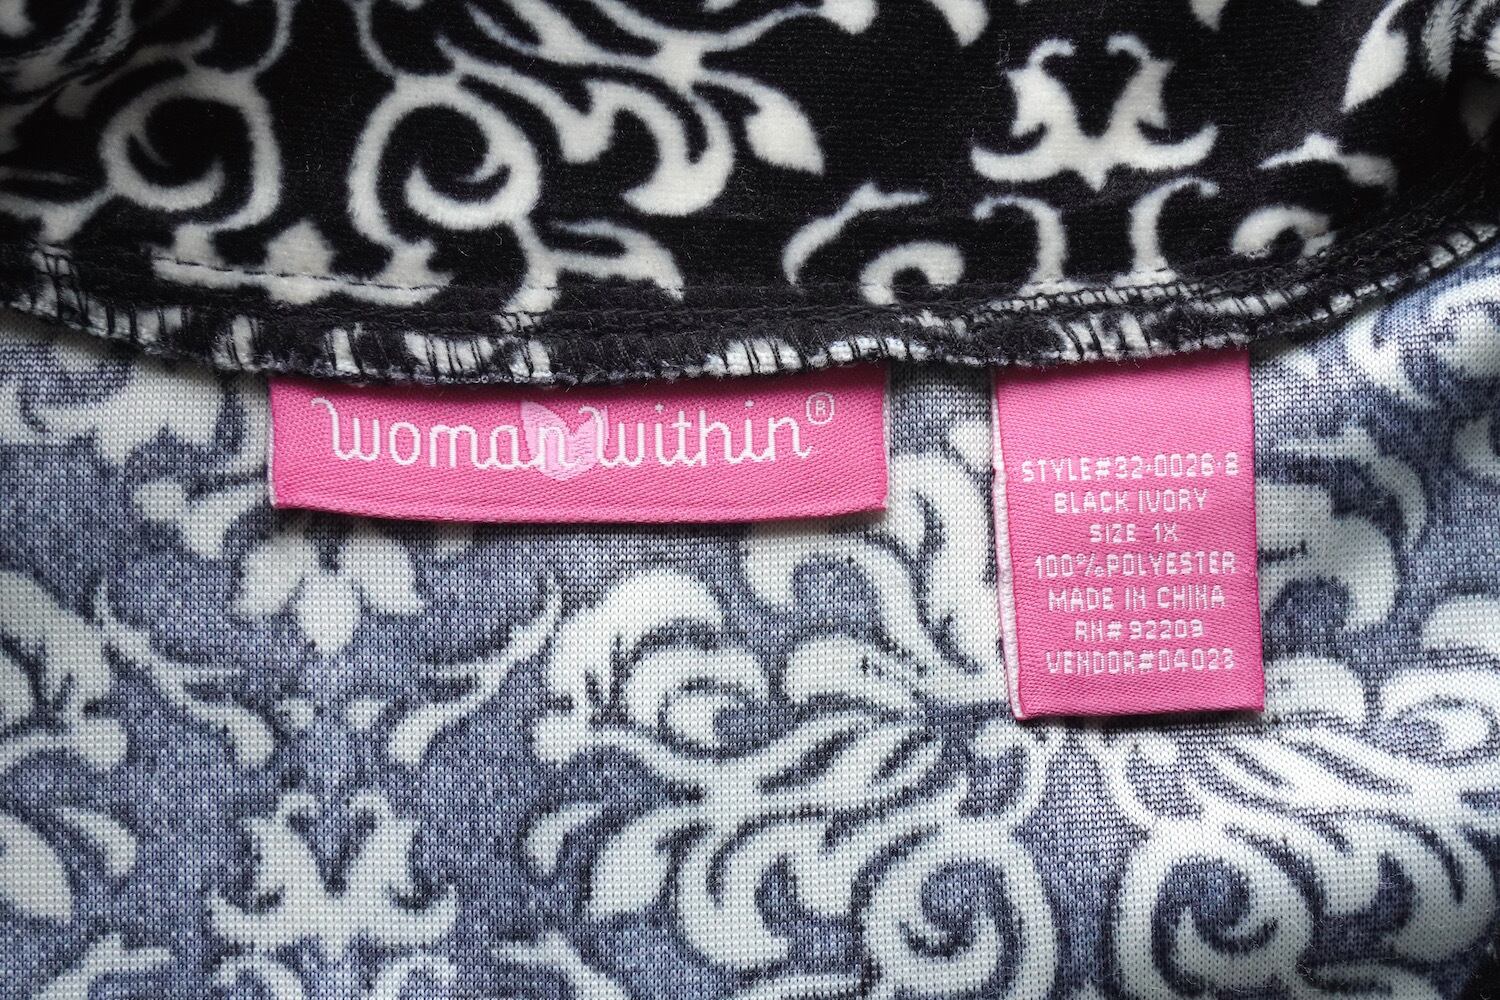 woman within®
STYLE#32-0026-8
BLACK IVORY
SIZE 1X
100%POLYESTER
MADE IN CHINA
RN#92209
VENDOR#04023